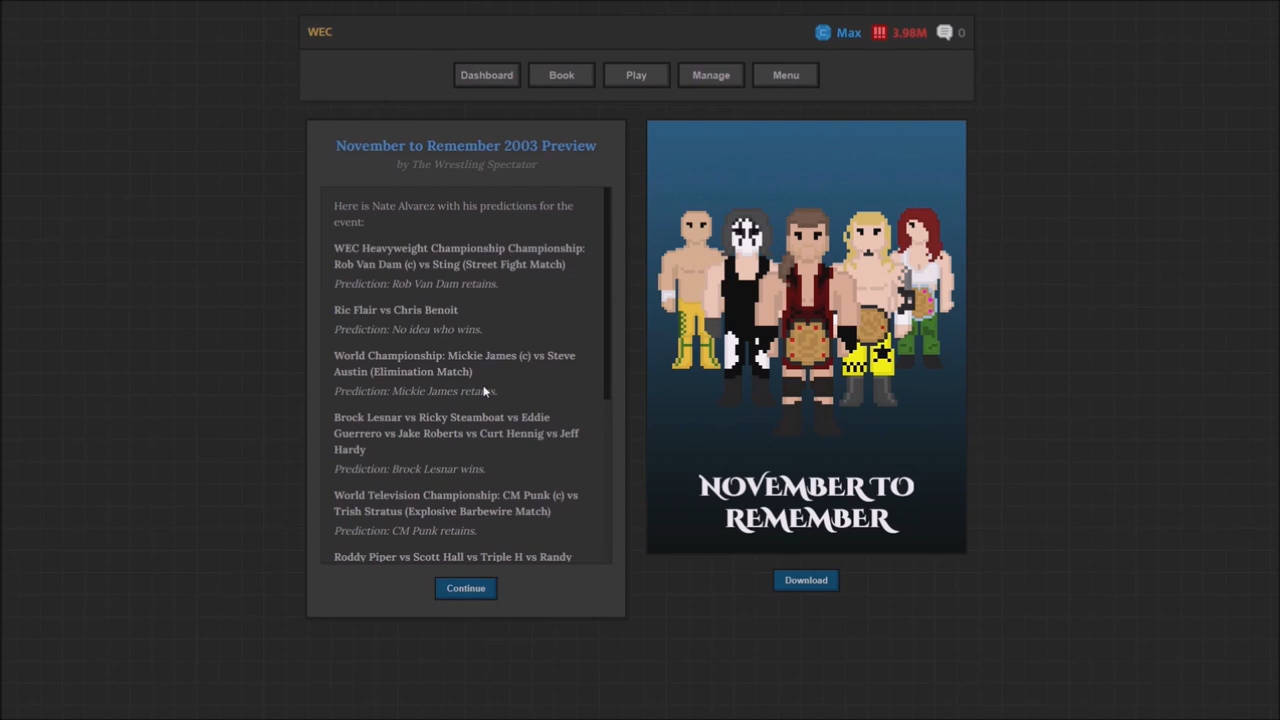 WEC
Max
3.98M
0
Dashboard
Book
Play
Manage
Menu
November to Remember 2003 Preview
by The Wrestling Spectator
Here is Nate Alvarez with his predictions for the
event:
WEC Heavyweight Championship Championship:
Rob Van Dam (c) vs Sting (Street Fight Match)
Prediction: Rob Van Dam retains.
Ric Flair vs Chris Benoit
Prediction: No idea who wins.
World Championship: Mickie James (c) vs Steve
Austin (Elimination Match)
Prediction: Mickie James retains.
Brock Lesnar vs Ricky Steamboat vs Eddie
Guerrero vs Jake Roberts vs Curt Hennig vs Jeff
Hardy
Prediction: Brock Lesnar wins.
World Television Championship: CM Punk (c) vs
Trish Stratus (Explosive Barbewire Match)
Prediction: CM Punk retains.
Roddy Piper vs Scott Hall vs Triple H vs Randy
Continue
NOVEMBER TO
REMEMBER
Download